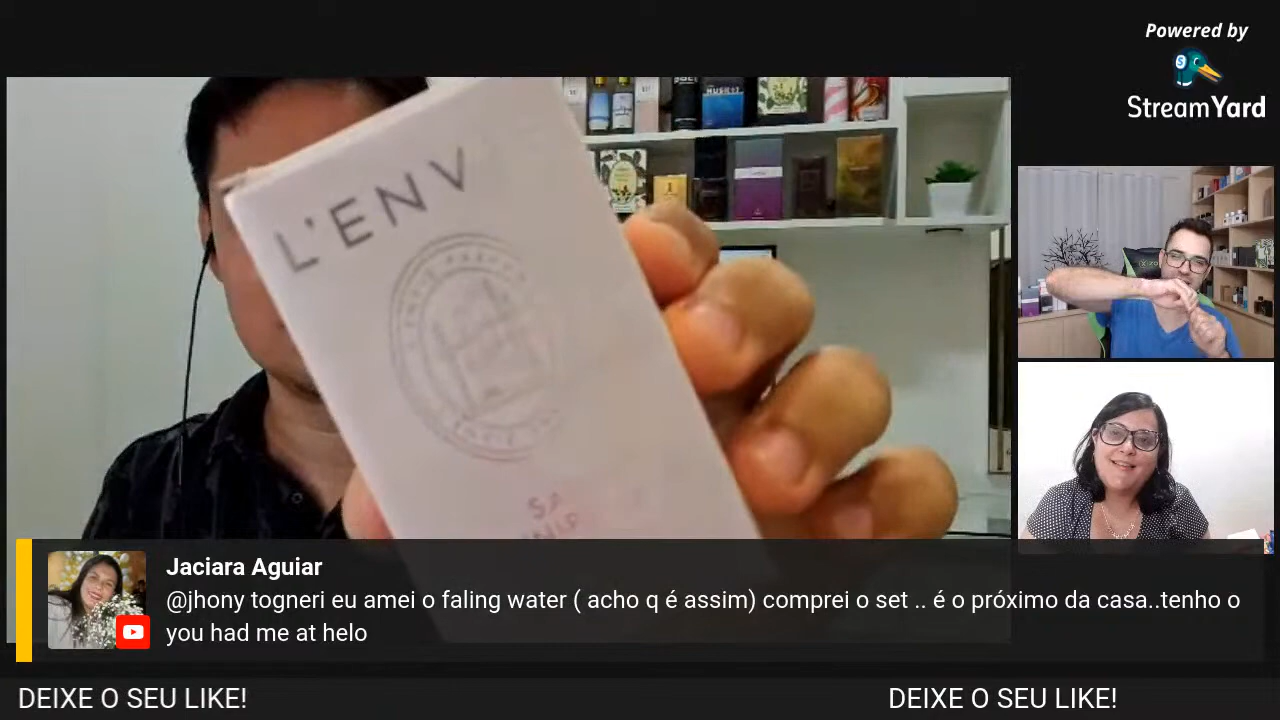 Powered by
StreamYard
L'ENV
Jaciara Aguiar
@jhony togneri eu amei o faling water ( acho q é assim) comprei o set .. é o próximo da casa..tenho o
you had me at helo
DEIXE O SEU LIKE! DEIXE O SEU LIKE!